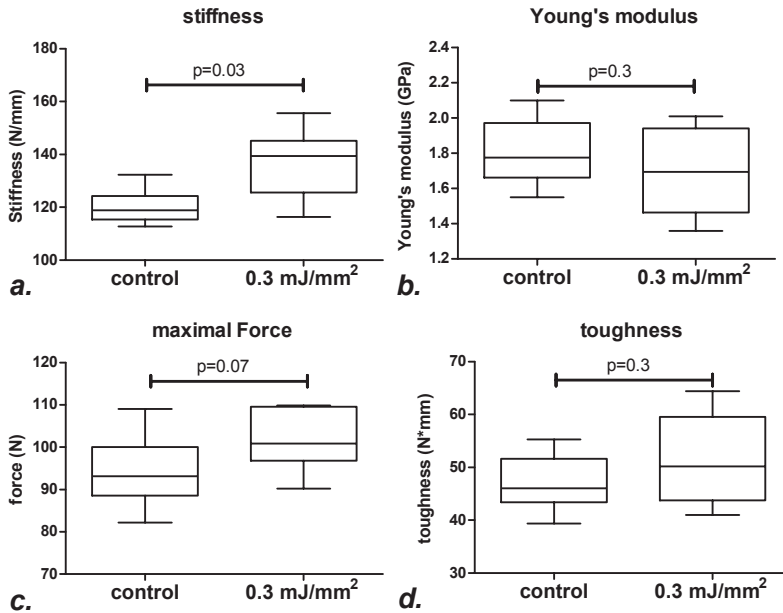 stiffness
180
160
140
120
100
Stiffness (N/mm)
p=0.03
control
0.3 mJ/mm²
a.
Young's modulus
2.4
2.2
2.0
1.8
1.6
1.4
1.2
Young's modulus (GPa)
p=0.3
control
0.3 mJ/mm²
b.
maximal Force
120
110
100
90
80
70
force (N)
p=0.07
control
0.3 mJ/mm²
c.
toughness
70
60
50
40
30
toughness (N*mm)
p=0.3
control
0.3 mJ/mm²
d.